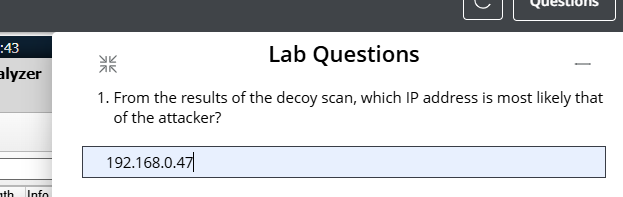 Questions
:43
alyzer
Lab Questions
1. From the results of the decoy scan, which IP address is most likely that
of the attacker?
192.168.0.47
gth Info